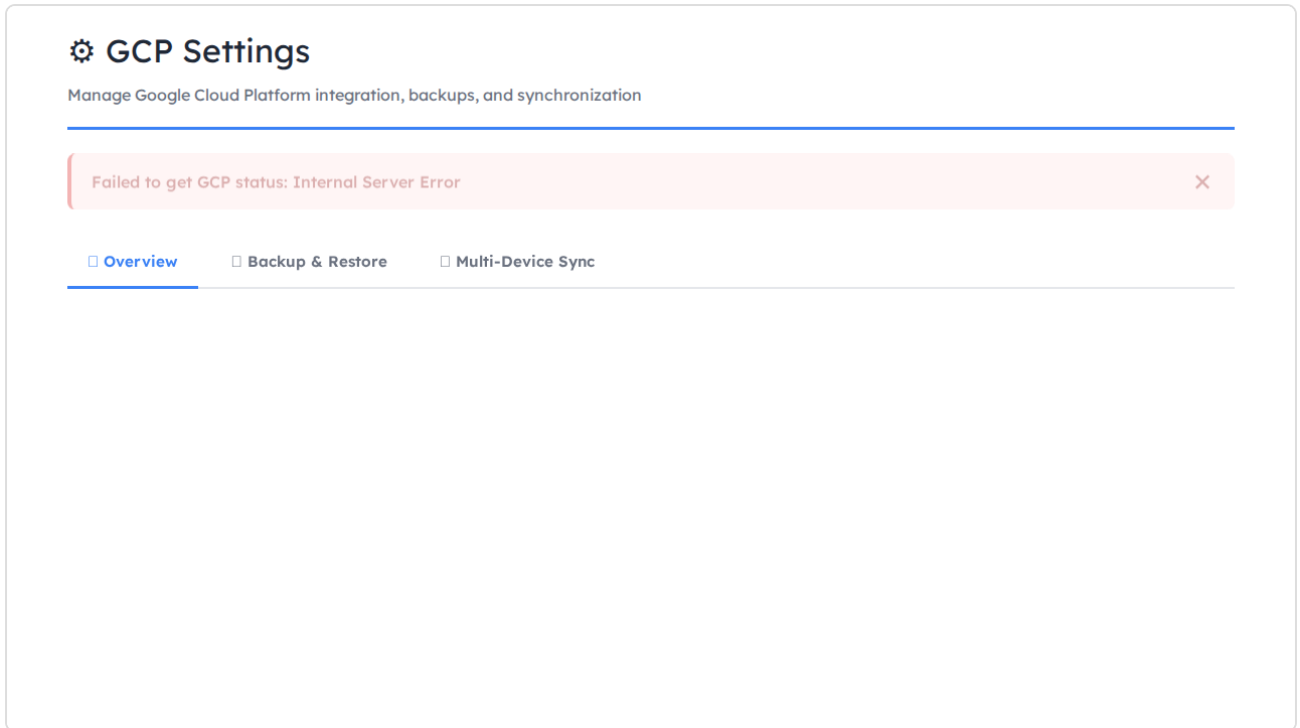 ⚙ GCP Settings
Manage Google Cloud Platform integration, backups, and synchronization
Failed to get GCP status: Internal Server Error ✕
Overview Backup & Restore Multi-Device Sync